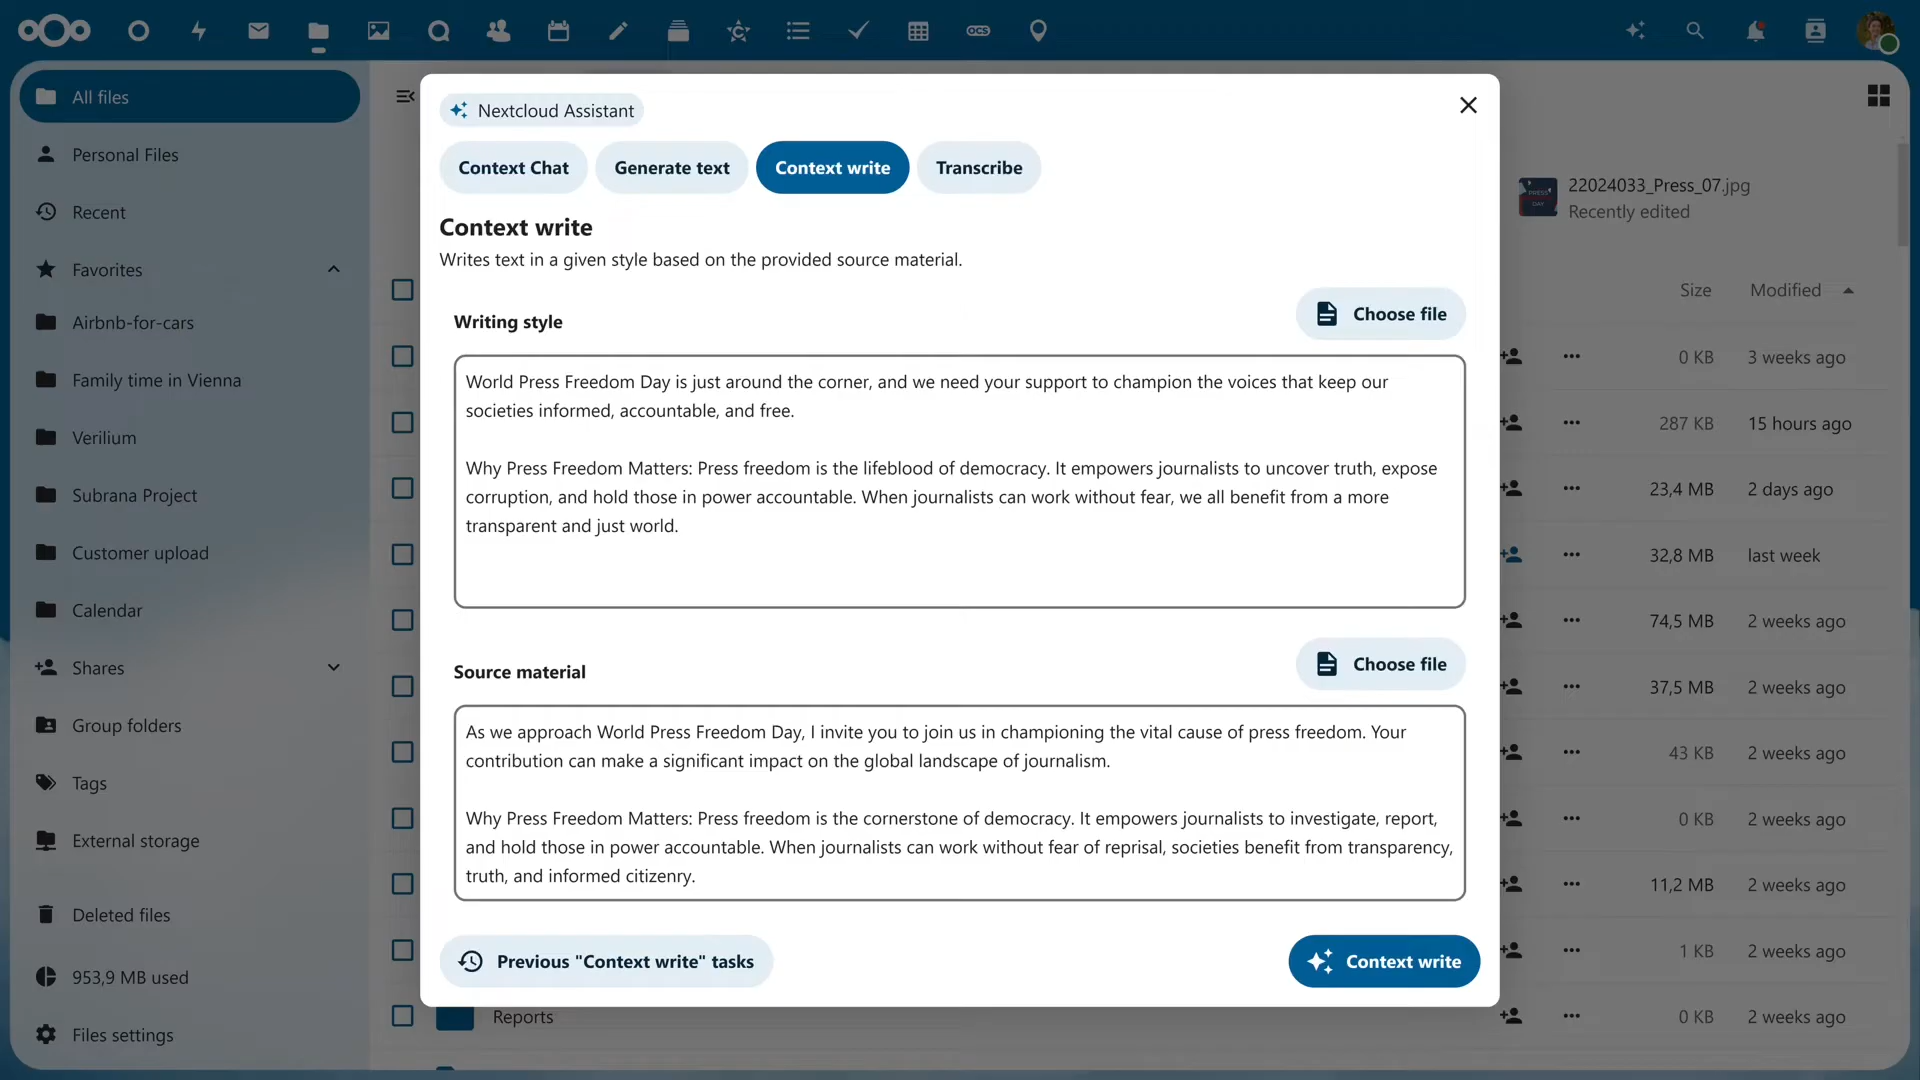 All files
Personal Files
Recent
Favorites
Airbnb-for-cars
Family time in Vienna
Verilium
Subrana Project
Customer upload
Calendar
Shares
Group folders
Tags
External storage
Deleted files
953,9 MB used
Files settings
Nextcloud Assistant
Context Chat
Generate text
Context write
Transcribe
Context write
Writes text in a given style based on the provided source material.
Writing style
Choose file
World Press Freedom Day is just around the corner, and we need your support to champion the voices that keep our
societies informed, accountable, and free.
Why Press Freedom Matters: Press freedom is the lifeblood of democracy. It empowers journalists to uncover truth, expose
corruption, and hold those in power accountable. When journalists can work without fear, we all benefit from a more
transparent and just world.
Source material
Choose file
As we approach World Press Freedom Day, I invite you to join us in championing the vital cause of press freedom. Your
contribution can make a significant impact on the global landscape of journalism.
Why Press Freedom Matters: Press freedom is the cornerstone of democracy. It empowers journalists to investigate, report,
and hold those in power accountable. When journalists can work without fear of reprisal, societies benefit from transparency,
truth, and informed citizenry.
Previous "Context write" tasks
Context write
22024033_Press_07.jpg
Recently edited
PRESS
DAY
Size Modified
0 KB 3 weeks ago
287 KB 15 hours ago
23,4 MB 2 days ago
32,8 MB last week
74,5 MB 2 weeks ago
37,5 MB 2 weeks ago
43 KB 2 weeks ago
0 KB 2 weeks ago
11,2 MB 2 weeks ago
1 KB 2 weeks ago
Reports 0 KB 2 weeks ago
OCS